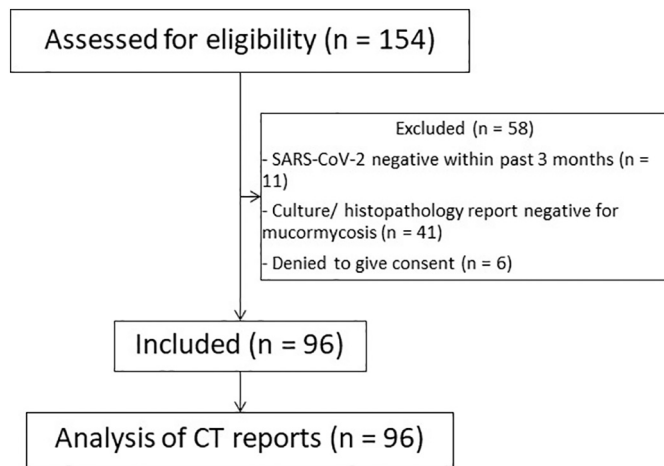 Assessed for eligibility (n = 154)
Excluded (n = 58)
- SARS-CoV-2 negative within past 3 months (n =
11)
- Culture/ histopathology report negative for
mucormycosis (n = 41)
- Denied to give consent (n = 6)
Included (n = 96)
Analysis of CT reports (n = 96)